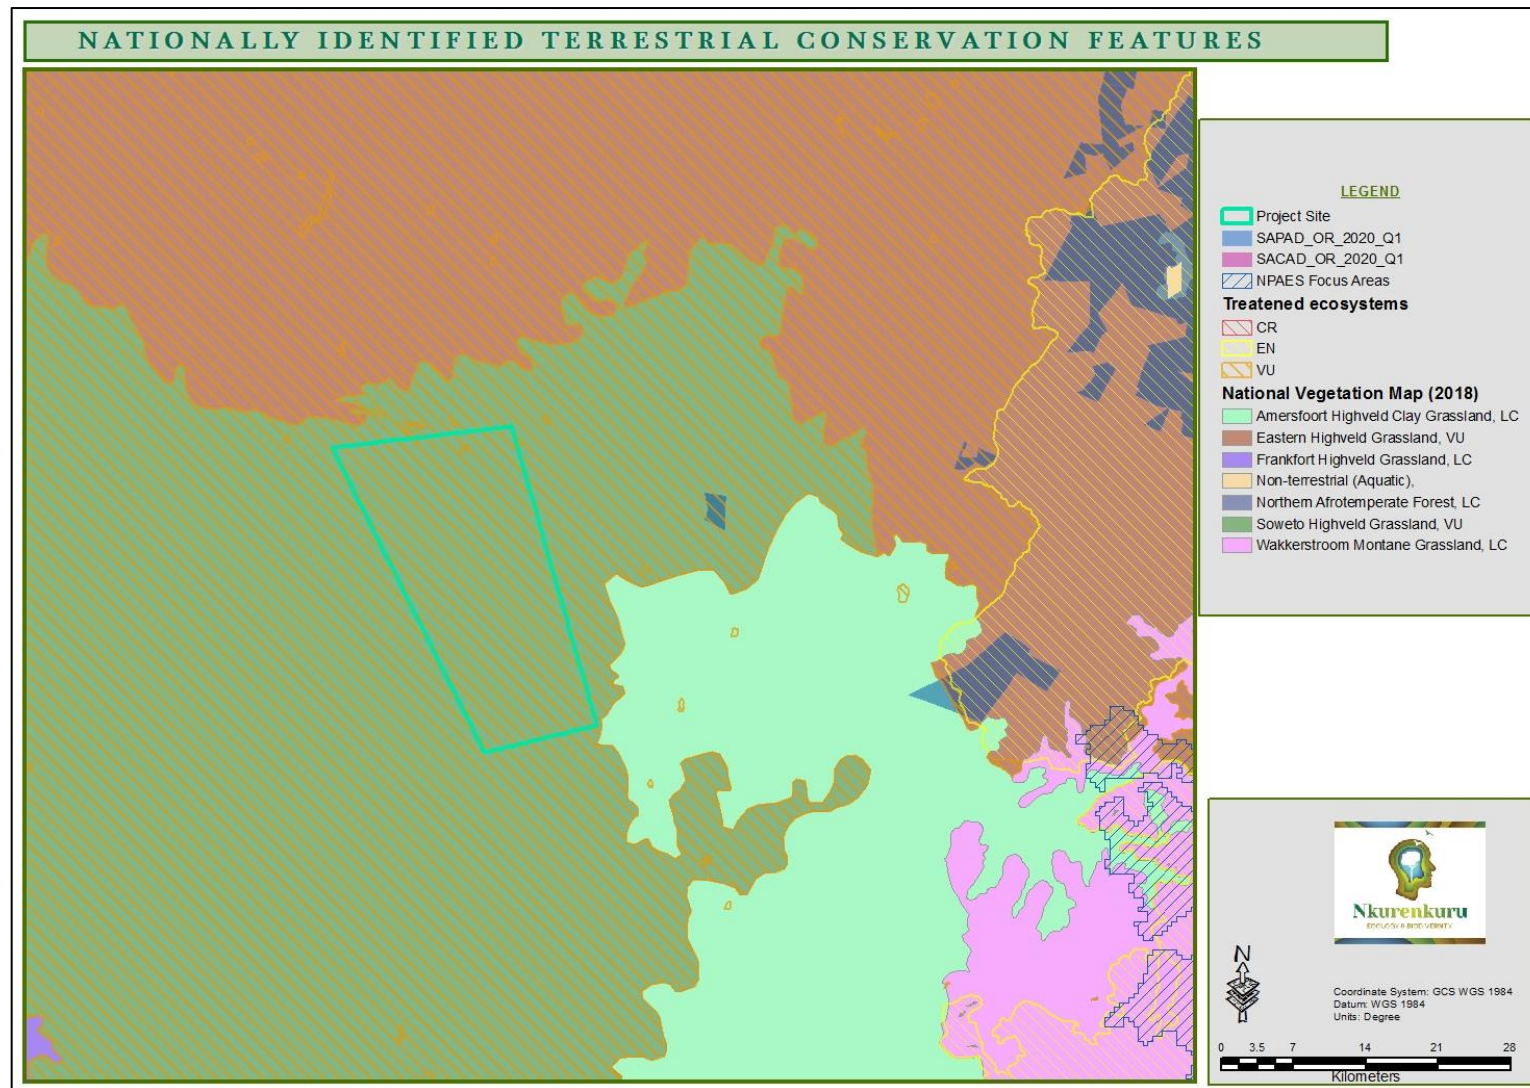 NATIONALLY IDENTIFIED TERRESTRIAL CONSERVATION FEATURES
LEGEND
Project Site
SAPAD_OR_2020_Q1
SACAD_OR_2020_Q1
NPAES Focus Areas
Treatened ecosystems
CR
EN
VU
National Vegetation Map (2018)
Amersfoort Highveld Clay Grassland, LC
Eastern Highveld Grassland, VU
Frankfort Highveld Grassland, LC
Non-terrestrial (Aquatic),
Northern Afrotemperate Forest, LC
Soweto Highveld Grassland, VU
Wakkerstroom Montane Grassland, LC
Nkurenkuru
ECOLOGY & BIODIVERSITY
N
Coordinate System: GCS WGS 1984
Datum: WGS 1984
Units: Degree
0 3.5 7 14 21 28
Kilometers